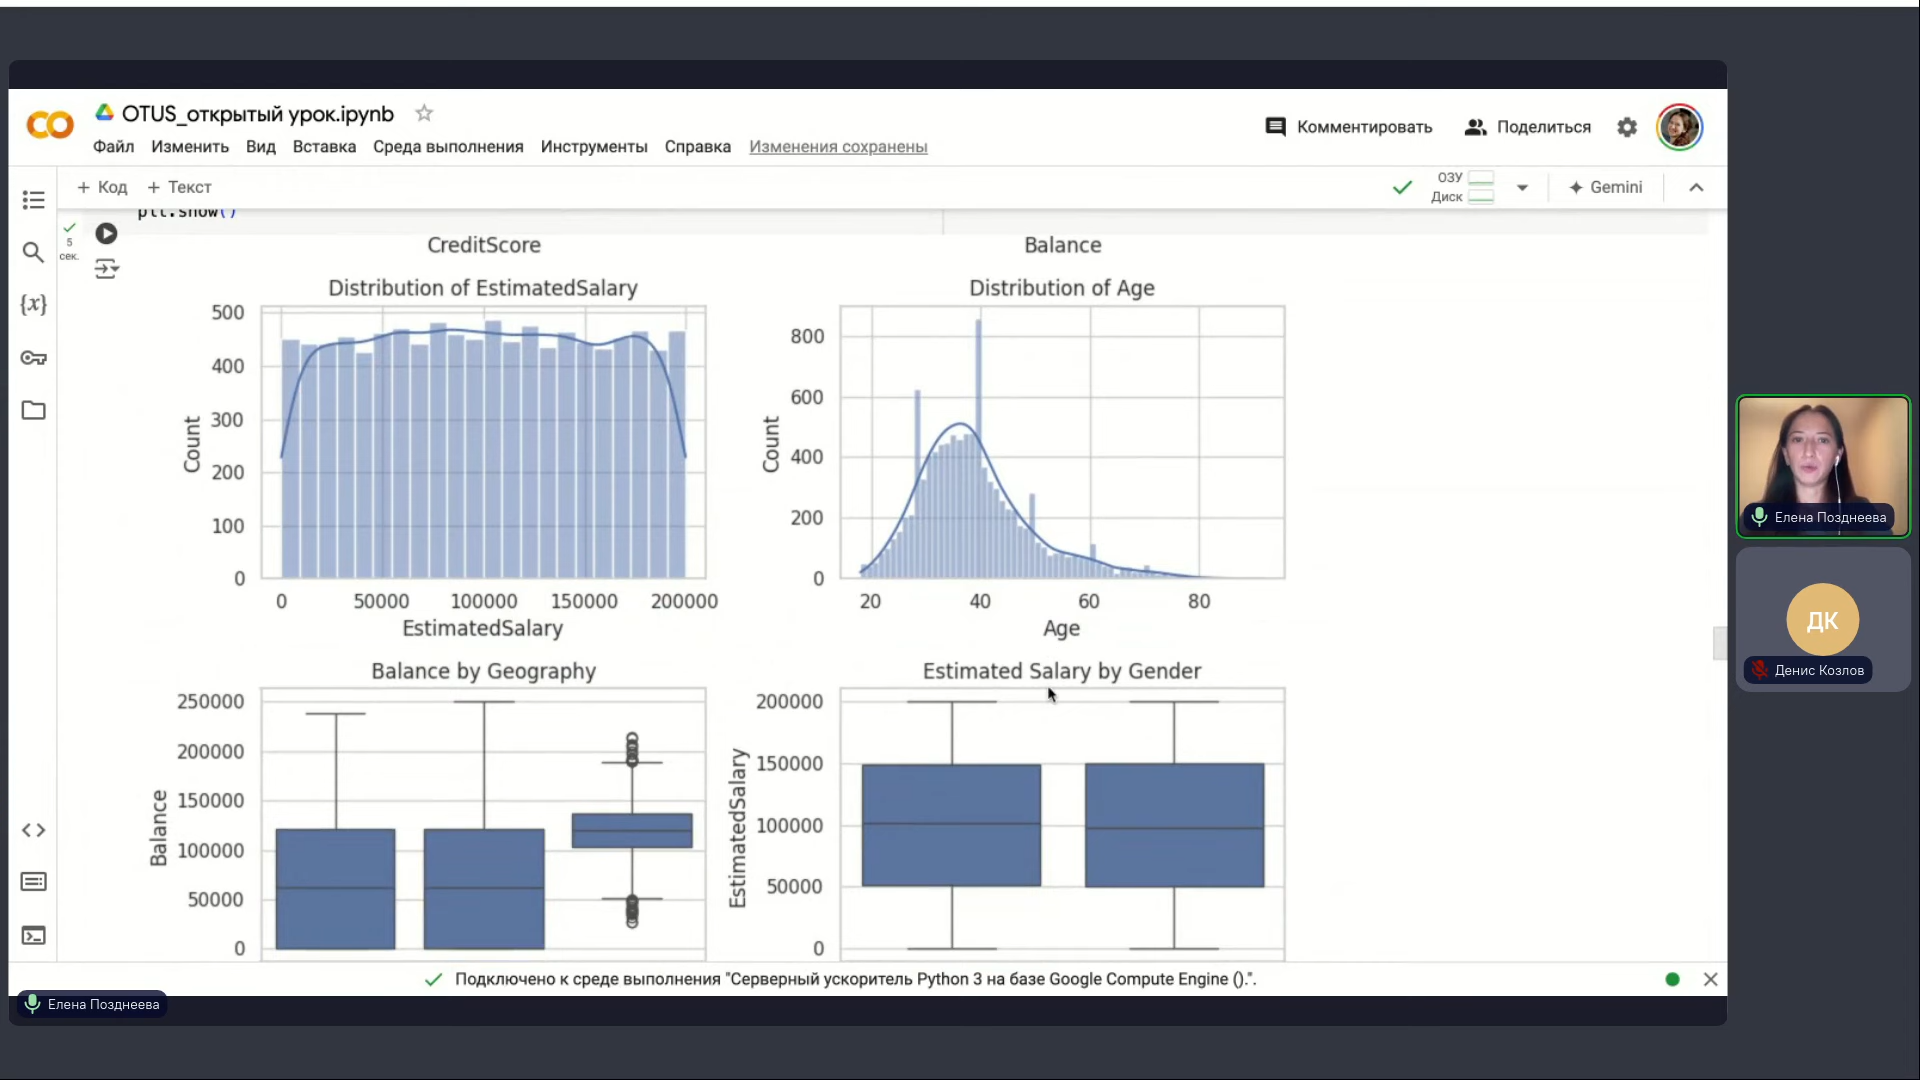 OTUS_открытый урок.ipynb
Комментировать
Поделиться
Файл Изменить Вид Вставка Среда выполнения Инструменты Справка Изменения сохранены
+ Код + Текст
ОЗУ
Диск
Gemini
plt.show()
5
сек.
{x}
CreditScore
Balance
Distribution of EstimatedSalary
500
400
300
200
100
0
Count
0 50000 100000 150000 200000
EstimatedSalary
Distribution of Age
800
600
400
200
0
Count
20 40 60 80
Age
Balance by Geography
250000
200000
150000
100000
50000
0
Balance
Estimated Salary by Gender
200000
150000
100000
50000
0
EstimatedSalary
Подключено к среде выполнения "Серверный ускоритель Python 3 на базе Google Compute Engine ().".
Елена Позднеева
Елена Позднеева
ДК
Денис Козлов